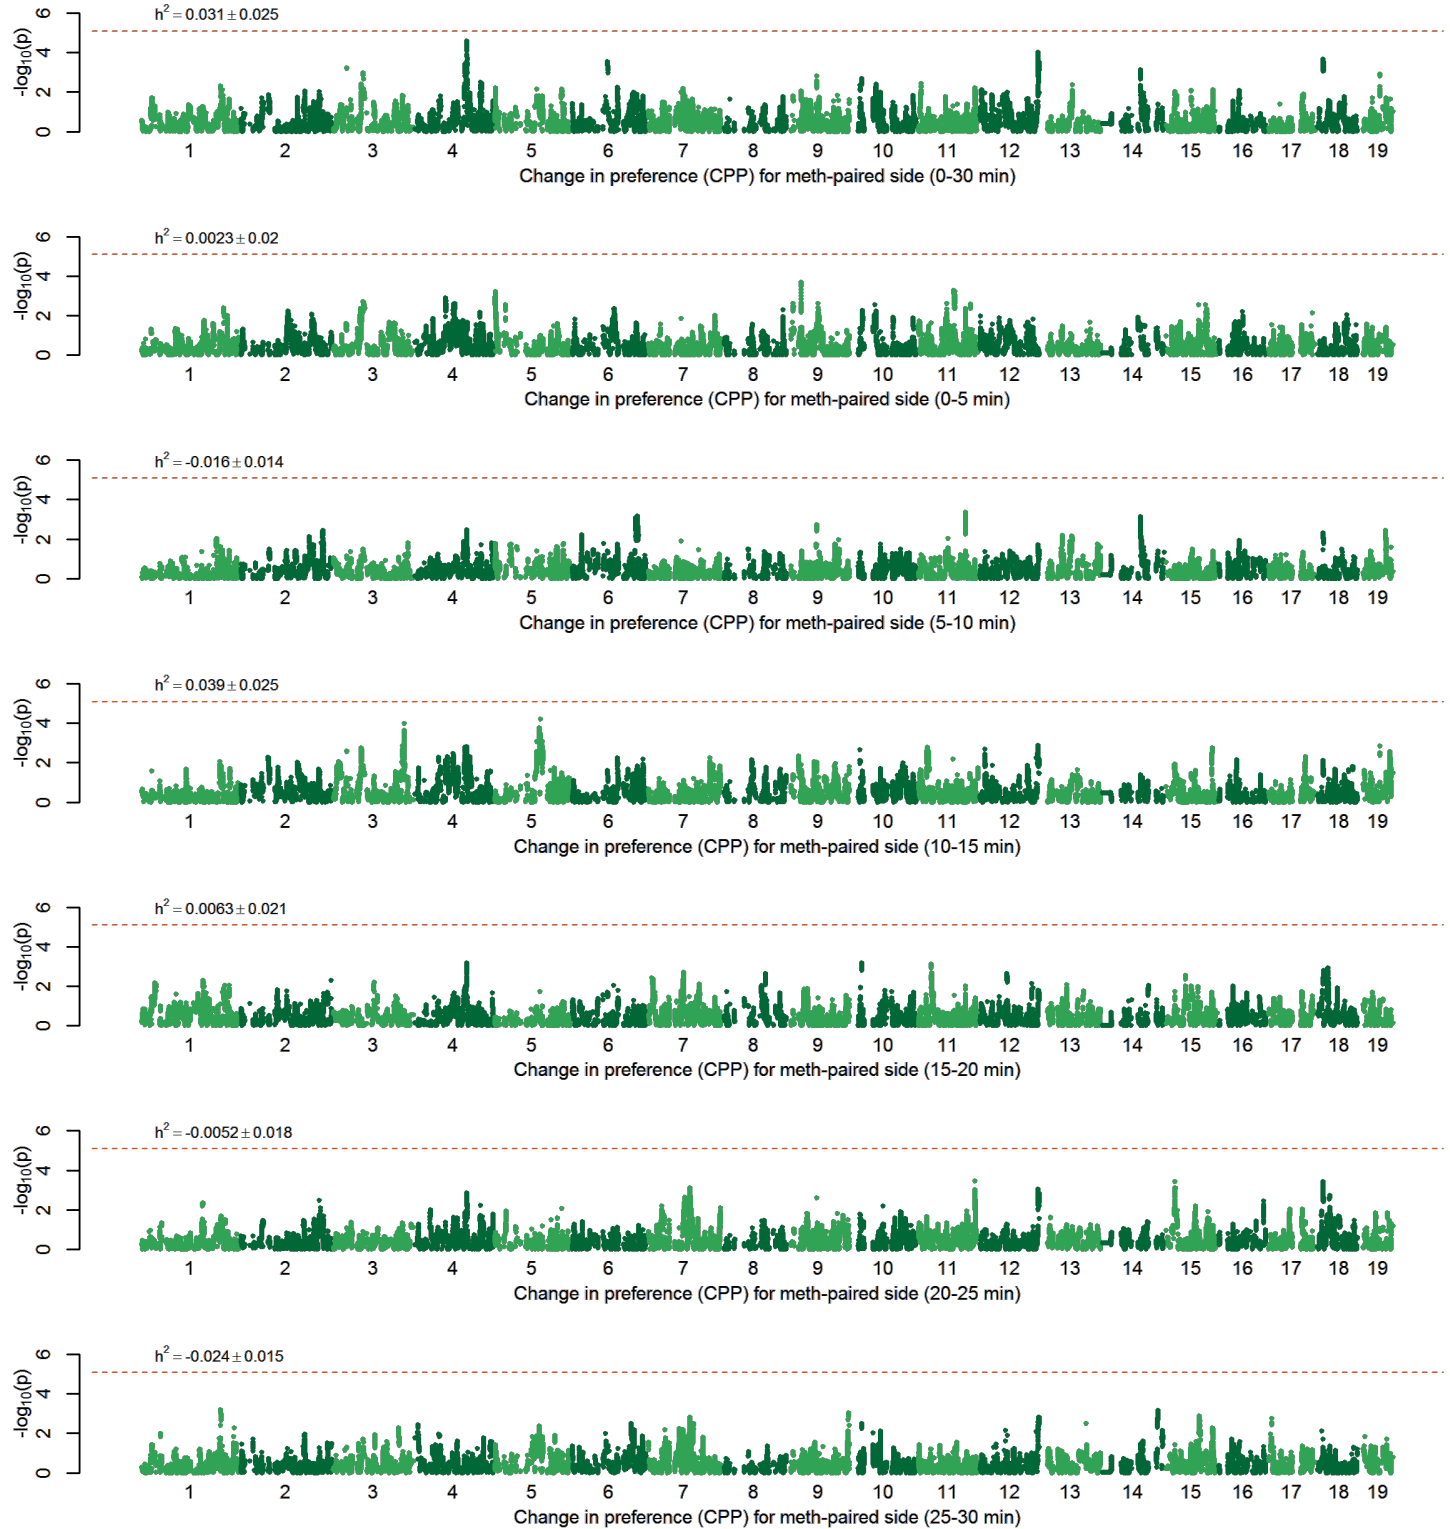 h² = 0.031 ± 0.025
-log₁₀(p)
6
4
2
0
1 2 3 4 5 6 7 8 9 10 11 12 13 14 15 16 17 18 19
Change in preference (CPP) for meth-paired side (0-30 min)
h² = 0.0023 ± 0.02
-log₁₀(p)
6
4
2
0
1 2 3 4 5 6 7 8 9 10 11 12 13 14 15 16 17 18 19
Change in preference (CPP) for meth-paired side (0-5 min)
h² = -0.016 ± 0.014
-log₁₀(p)
6
4
2
0
1 2 3 4 5 6 7 8 9 10 11 12 13 14 15 16 17 18 19
Change in preference (CPP) for meth-paired side (5-10 min)
h² = 0.039 ± 0.025
-log₁₀(p)
6
4
2
0
1 2 3 4 5 6 7 8 9 10 11 12 13 14 15 16 17 18 19
Change in preference (CPP) for meth-paired side (10-15 min)
h² = 0.0063 ± 0.021
-log₁₀(p)
6
4
2
0
1 2 3 4 5 6 7 8 9 10 11 12 13 14 15 16 17 18 19
Change in preference (CPP) for meth-paired side (15-20 min)
h² = -0.0052 ± 0.018
-log₁₀(p)
6
4
2
0
1 2 3 4 5 6 7 8 9 10 11 12 13 14 15 16 17 18 19
Change in preference (CPP) for meth-paired side (20-25 min)
h² = -0.024 ± 0.015
-log₁₀(p)
6
4
2
0
1 2 3 4 5 6 7 8 9 10 11 12 13 14 15 16 17 18 19
Change in preference (CPP) for meth-paired side (25-30 min)